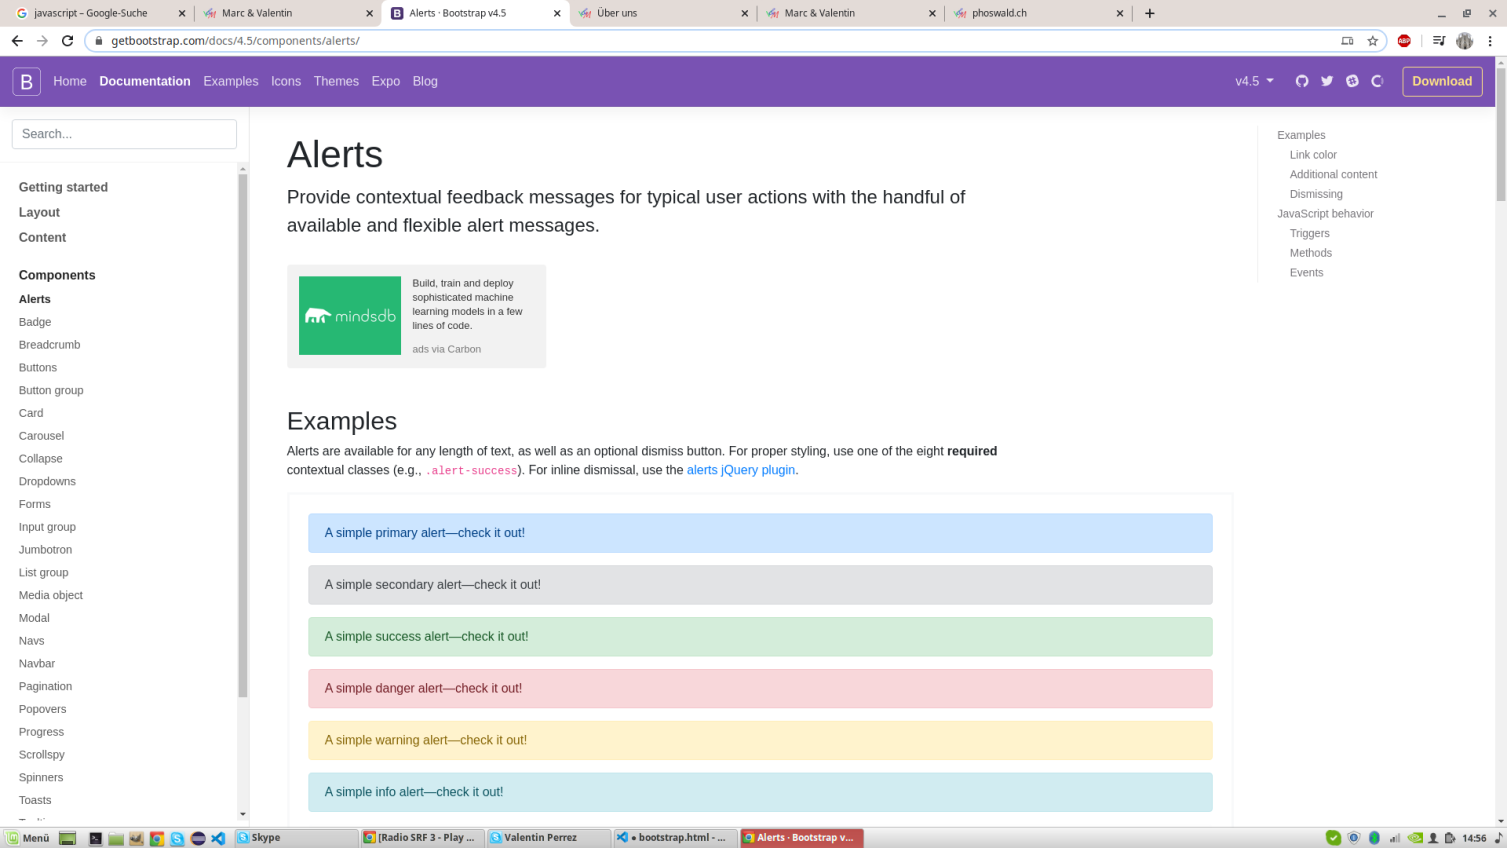 javascript – Google-Suche
Marc & Valentin
Alerts · Bootstrap v4.5
Über uns
Marc & Valentin
phoswald.ch
getbootstrap.com/docs/4.5/components/alerts/
ABP
B
Home
Documentation
Examples
Icons
Themes
Expo
Blog
v4.5
Download
Search...
Getting started
Layout
Content
Components
Alerts
Badge
Breadcrumb
Buttons
Button group
Card
Carousel
Collapse
Dropdowns
Forms
Input group
Jumbotron
List group
Media object
Modal
Navs
Navbar
Pagination
Popovers
Progress
Scrollspy
Spinners
Toasts
Alerts
Provide contextual feedback messages for typical user actions with the handful of
available and flexible alert messages.
mindsdb
Build, train and deploy
sophisticated machine
learning models in a few
lines of code.
ads via Carbon
Examples
Alerts are available for any length of text, as well as an optional dismiss button. For proper styling, use one of the eight required
contextual classes (e.g., .alert-success). For inline dismissal, use the alerts jQuery plugin.
A simple primary alert—check it out!
A simple secondary alert—check it out!
A simple success alert—check it out!
A simple danger alert—check it out!
A simple warning alert—check it out!
A simple info alert—check it out!
Examples
Link color
Additional content
Dismissing
JavaScript behavior
Triggers
Methods
Events
Menü
Skype
[Radio SRF 3 - Play ...
Valentin Perrez
● bootstrap.html - ...
Alerts · Bootstrap v...
14:56